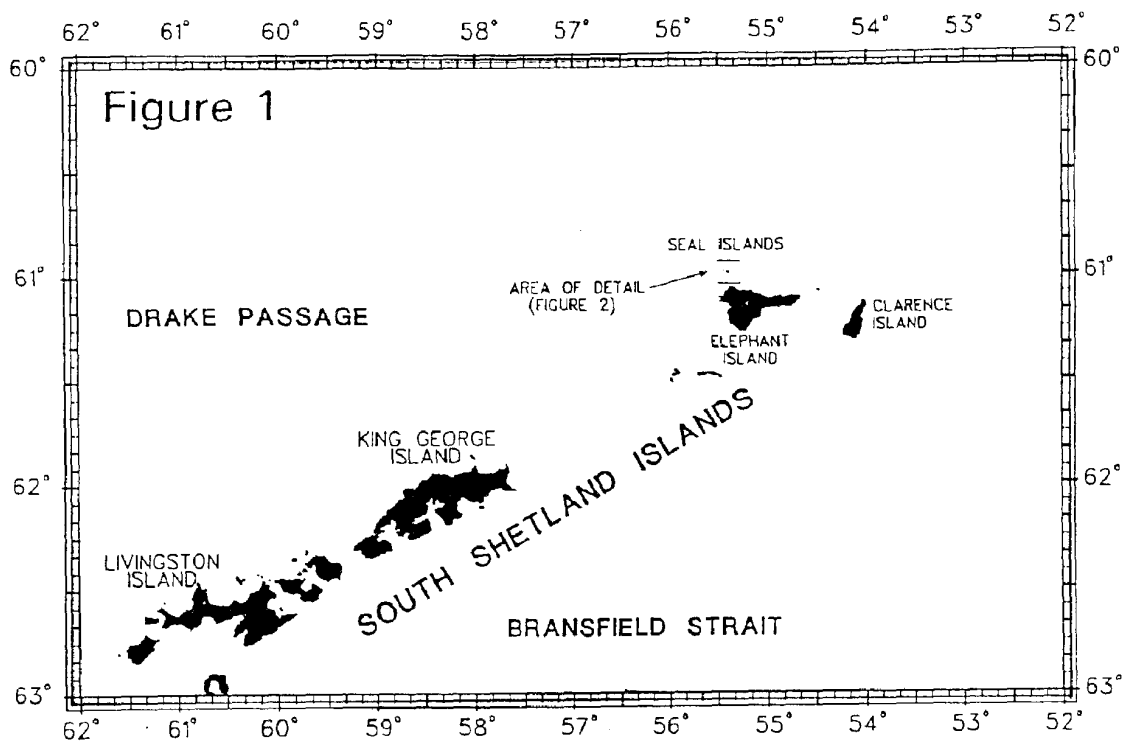 62° 61° 60° 59° 58° 57° 56° 55° 54° 53° 52°
60° 60°
Figure 1
SEAL ISLANDS
61° 61°
AREA OF DETAIL
(FIGURE 2)
DRAKE PASSAGE
CLARENCE
ISLAND
ELEPHANT
ISLAND
KING GEORGE
ISLAND
62° 62°
SOUTH SHETLAND ISLANDS
LIVINGSTON
ISLAND
BRANSFIELD STRAIT
63° 63°
62° 61° 60° 59° 58° 57° 56° 55° 54° 53° 52°